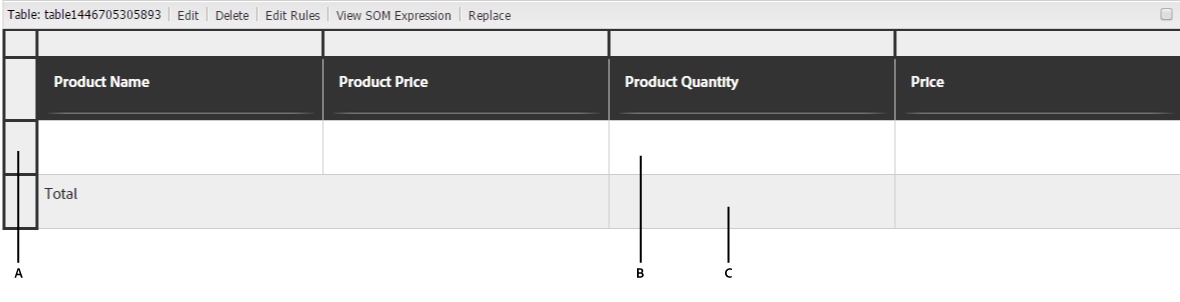 Table: table1446705305893 Edit Delete Edit Rules View SOM Expression Replace
Product Name Product Price Product Quantity Price
Total
A B C